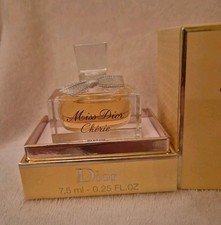 Miss Dior
Chérie
Dior
7,5 ml - 0.25 FL.OZ